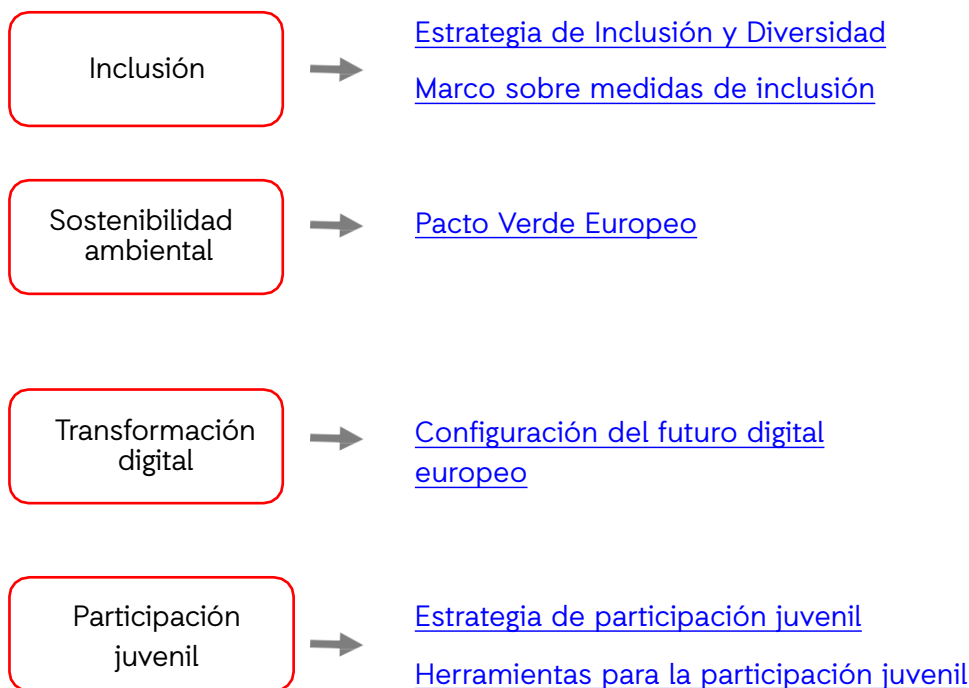 Inclusión
Estrategia de Inclusión y Diversidad
Marco sobre medidas de inclusión
Sostenibilidad
ambiental
Pacto Verde Europeo
Transformación
digital
Configuración del futuro digital
europeo
Participación
juvenil
Estrategia de participación juvenil
Herramientas para la participación juvenil